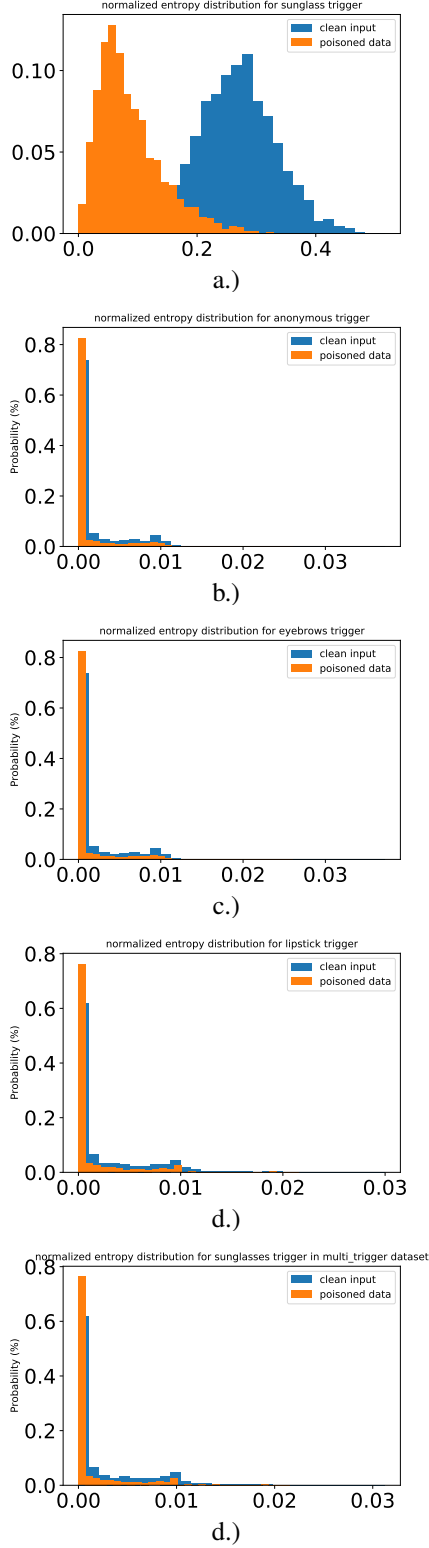 normalized entropy distribution for sunglass trigger
clean input
poisoned data
0.10
0.05
0.00
0.0 0.2 0.4
a.)
normalized entropy distribution for anonymous trigger
clean input
poisoned data
Probability (%)
0.8
0.6
0.4
0.2
0.0
0.00 0.01 0.02 0.03
b.)
normalized entropy distribution for eyebrows trigger
clean input
poisoned data
Probability (%)
0.8
0.6
0.4
0.2
0.0
0.00 0.01 0.02 0.03
c.)
normalized entropy distribution for lipstick trigger
clean input
poisoned data
Probability (%)
0.8
0.6
0.4
0.2
0.0
0.00 0.01 0.02 0.03
d.)
normalized entropy distribution for sunglasses trigger in multi_trigger dataset
clean input
poisoned data
Probability (%)
0.8
0.6
0.4
0.2
0.0
0.00 0.01 0.02 0.03
d.)